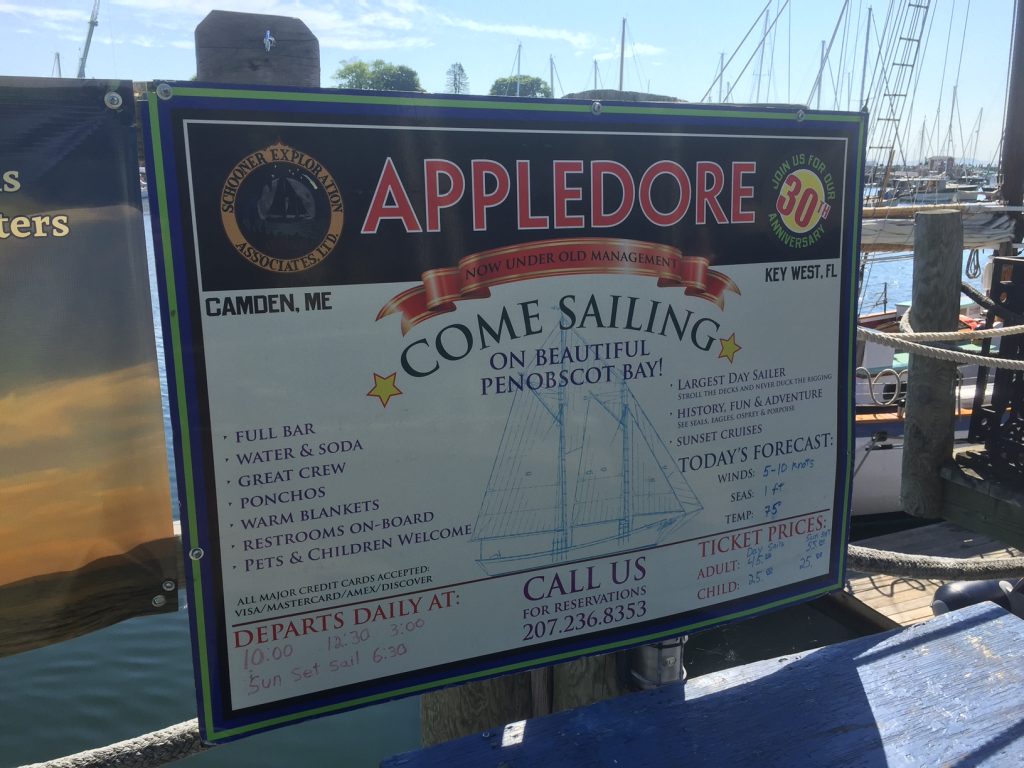 ters
SCHOONER EXPLORATION
ASSOCIATES, LTD.
APPLEDORE
JOIN US FOR OUR
30TH
ANNIVERSARY
NOW UNDER OLD MANAGEMENT
CAMDEN, ME
KEY WEST, FL
COME SAILING
ON BEAUTIFUL
PENOBSCOT BAY!
· FULL BAR
· WATER & SODA
· GREAT CREW
· PONCHOS
· WARM BLANKETS
· RESTROOMS ON-BOARD
· PETS & CHILDREN WELCOME
ALL MAJOR CREDIT CARDS ACCEPTED:
VISA/MASTERCARD/AMEX/DISCOVER
DEPARTS DAILY AT:
10:00 12:30 3:00
Sun Set Sail 6:30
· LARGEST DAY SAILER
STROLL THE DECKS AND NEVER DUCK THE RIGGING
· HISTORY, FUN & ADVENTURE
SEE SEALS, EAGLES, OSPREY & PORPOISE
· SUNSET CRUISES
TODAY'S FORECAST:
WINDS: 5-10 knots
SEAS: 1 ft
TEMP: 75°
TICKET PRICES:
Day Sails Sun Set
ADULT: 45.00 55.00
CHILD: 25.00 25.00
CALL US
FOR RESERVATIONS
207.236.8353